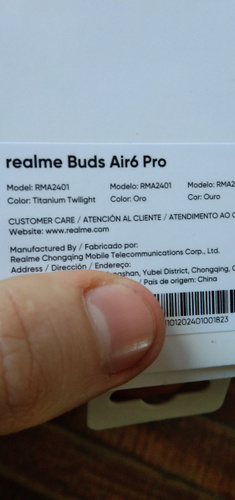 realme Buds Air6 Pro
Model: RMA2401 Modelo: RMA2401 Modelo: RMA2
Color: Titanium Twilight Color: Oro Cor: Ouro
CUSTOMER CARE / ATENCIÓN AL CLIENTE / ATENDIMENTO AO
Website: www.realme.com
Manufactured By / Fabricado por:
Realme Chongqing Mobile Telecommunications Corp., Ltd.
Address / Dirección / Endereço:
Yubei District, Chongqing,
/ País de origem: China